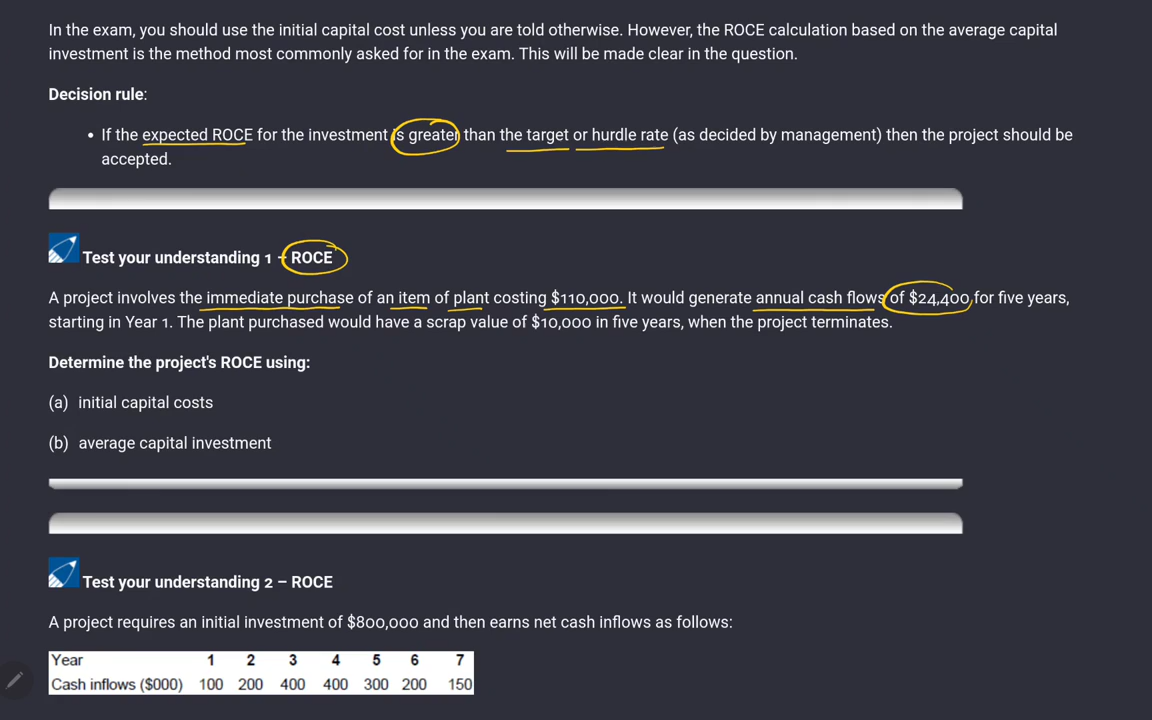 In the exam, you should use the initial capital cost unless you are told otherwise. However, the ROCE calculation based on the average capital
investment is the method most commonly asked for in the exam. This will be made clear in the question.
Decision rule:
• If the expected ROCE for the investment is greater than the target or hurdle rate (as decided by management) then the project should be
accepted.
Test your understanding 1 – ROCE
A project involves the immediate purchase of an item of plant costing $110,000. It would generate annual cash flows of $24,400 for five years,
starting in Year 1. The plant purchased would have a scrap value of $10,000 in five years, when the project terminates.
Determine the project's ROCE using:
(a) initial capital costs
(b) average capital investment
Test your understanding 2 – ROCE
A project requires an initial investment of $800,000 and then earns net cash inflows as follows:
Year 1 2 3 4 5 6 7
Cash inflows ($000) 100 200 400 400 300 200 150